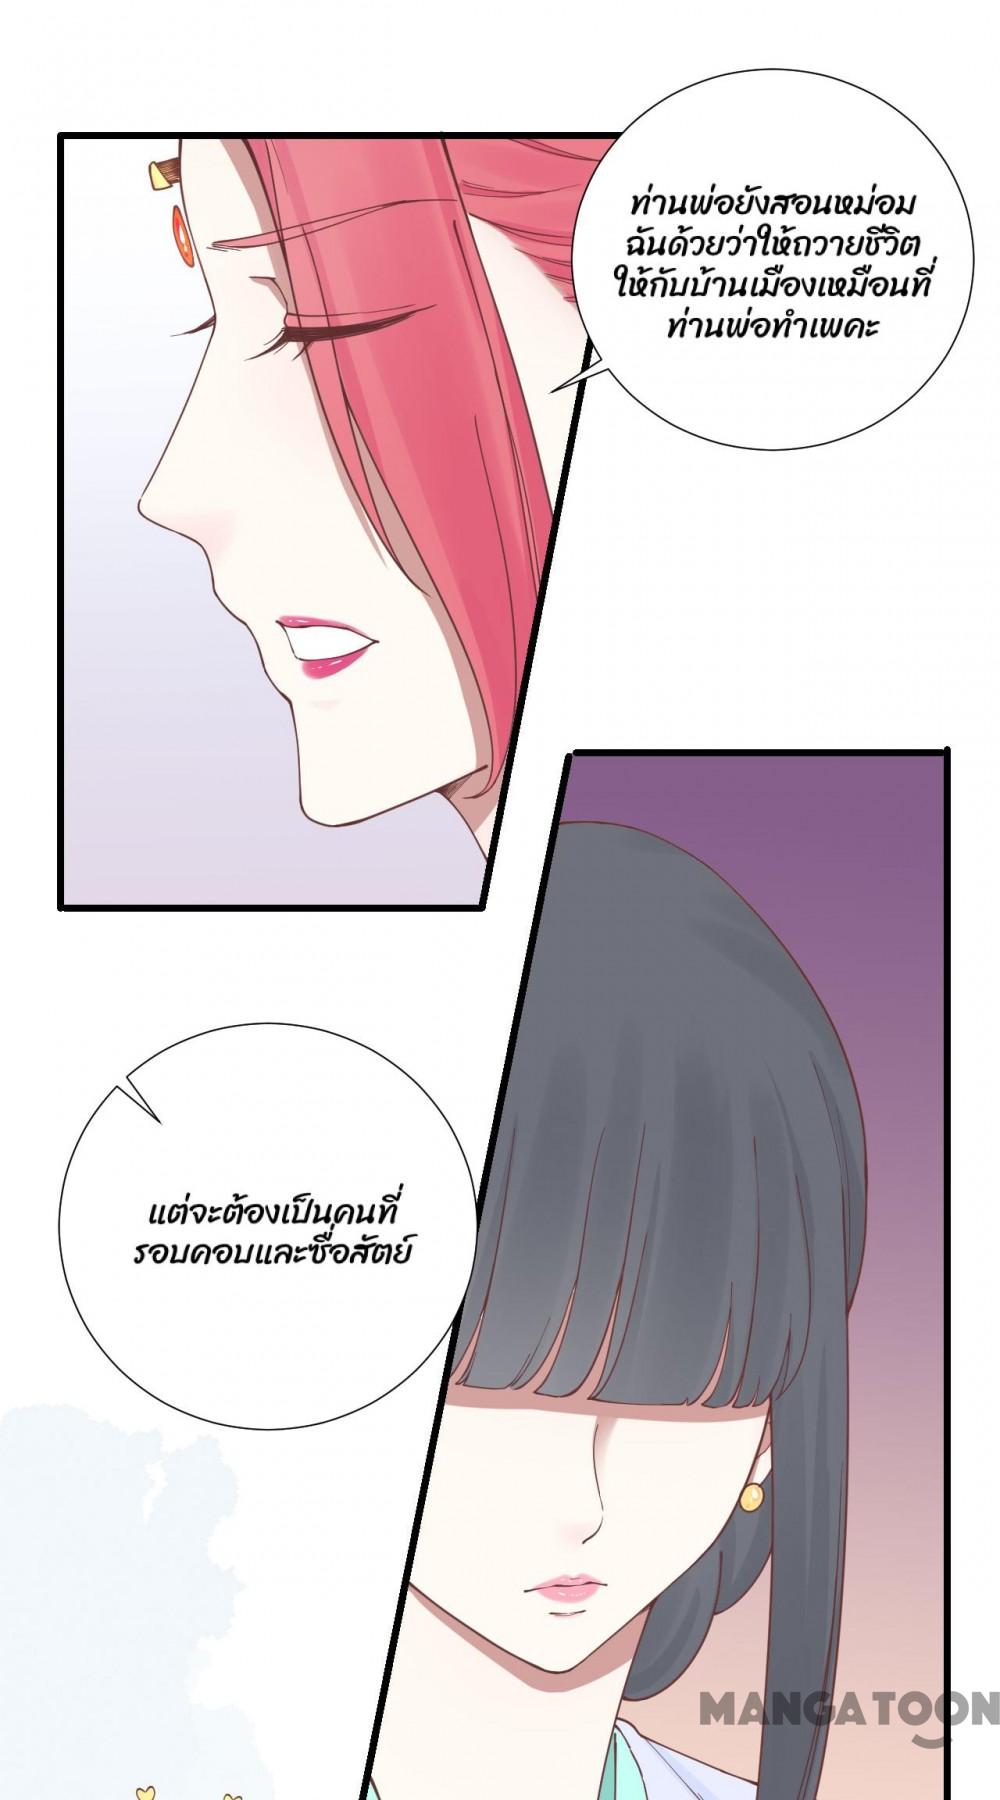 ท่านพ่อยังสอนหม่อม
ฉันด้วยว่าให้ถวายชีวิต
ให้กับบ้านเมืองเหมือนที่
ท่านพ่อทำเพคะ
แต่จะต้องเป็นคนที่
รอบคอบและซื่อสัตย์
MANGATOON